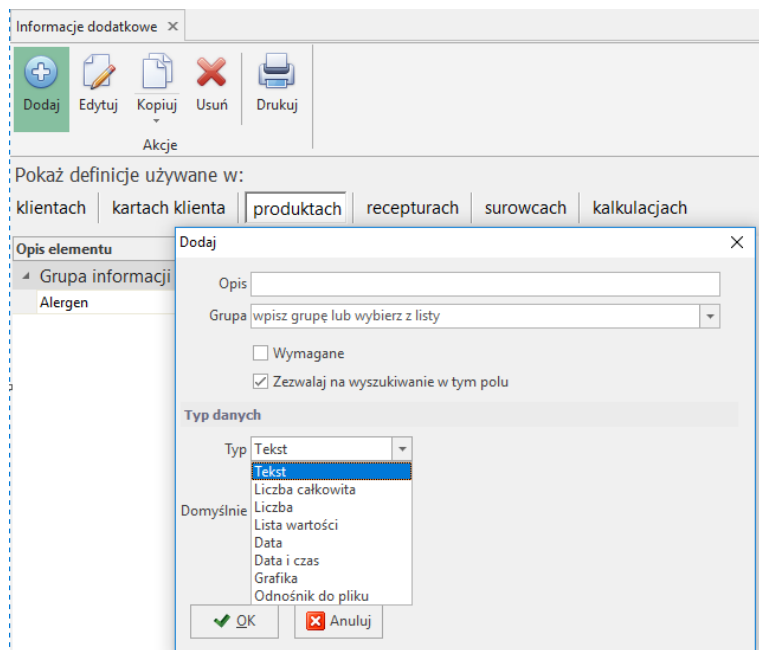 Informacje dodatkowe
Dodaj Edytuj Kopiuj Usuń Drukuj
Akcje
Pokaż definicje używane w:
klientach kartach klienta produktach recepturach surowcach kalkulacjach
Opis elementu
Grupa informacji
Alergen
Dodaj
Opis
Grupa wpisz grupę lub wybierz z listy
Wymagane
Zezwalaj na wyszukiwanie w tym polu
Typ danych
Typ Tekst
Tekst
Liczba całkowita
Domyślnie Liczba
Lista wartości
Data
Data i czas
Grafika
Odnośnik do pliku
OK Anuluj